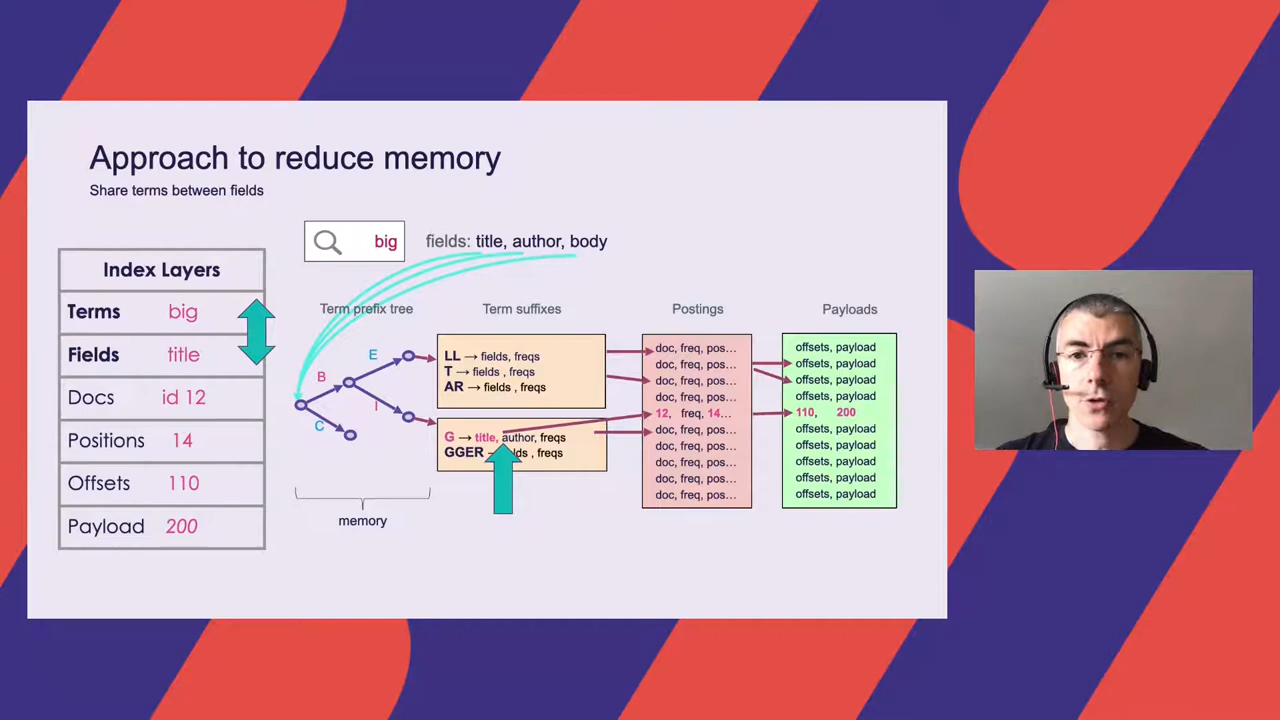 Approach to reduce memory
Share terms between fields
big
fields: title, author, body
Index Layers
Terms big
Fields title
Docs id 12
Positions 14
Offsets 110
Payload 200
Term prefix tree
B
C
E
I
memory
Term suffixes
LL → fields, freqs
T → fields , freqs
AR → fields , freqs
G → title, author, freqs
GGER → lds , freqs
Postings
doc, freq, pos...
doc, freq, pos...
doc, freq, pos...
doc, freq, pos...
12, freq, 14...
doc, freq, pos...
doc, freq, pos...
doc, freq, pos...
doc, freq, pos...
doc, freq, pos...
Payloads
offsets, payload
offsets, payload
offsets, payload
offsets, payload
110, 200
offsets, payload
offsets, payload
offsets, payload
offsets, payload
offsets, payload